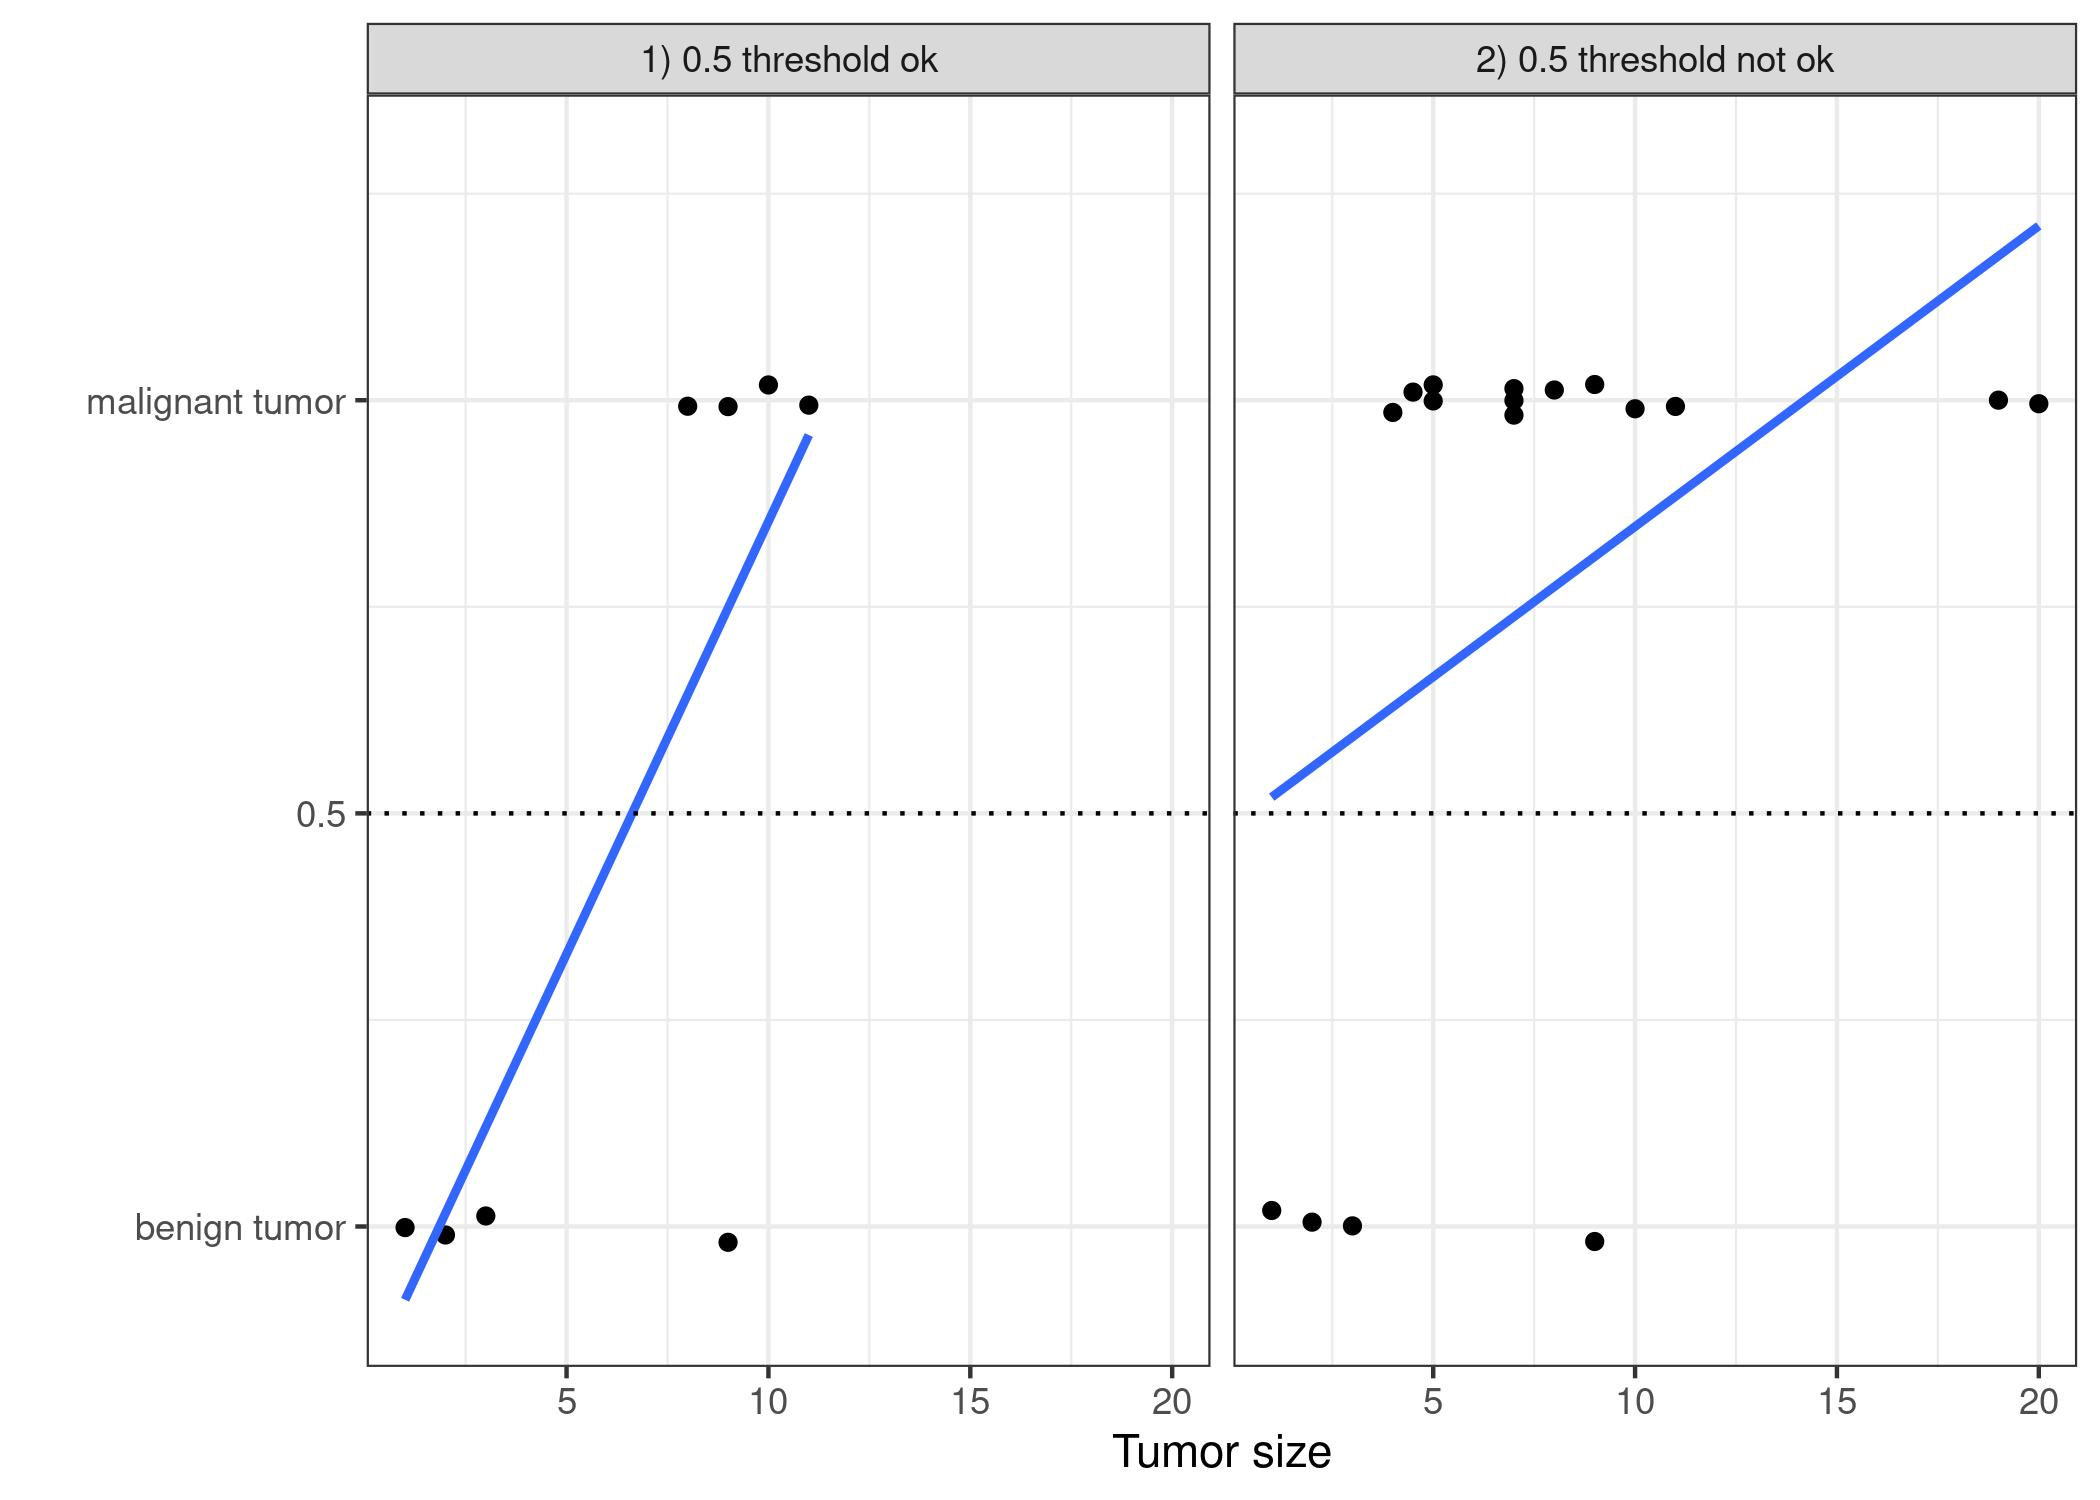 1) 0.5 threshold ok
2) 0.5 threshold not ok
malignant tumor
0.5
benign tumor
5 10 15 20
5 10 15 20
Tumor size